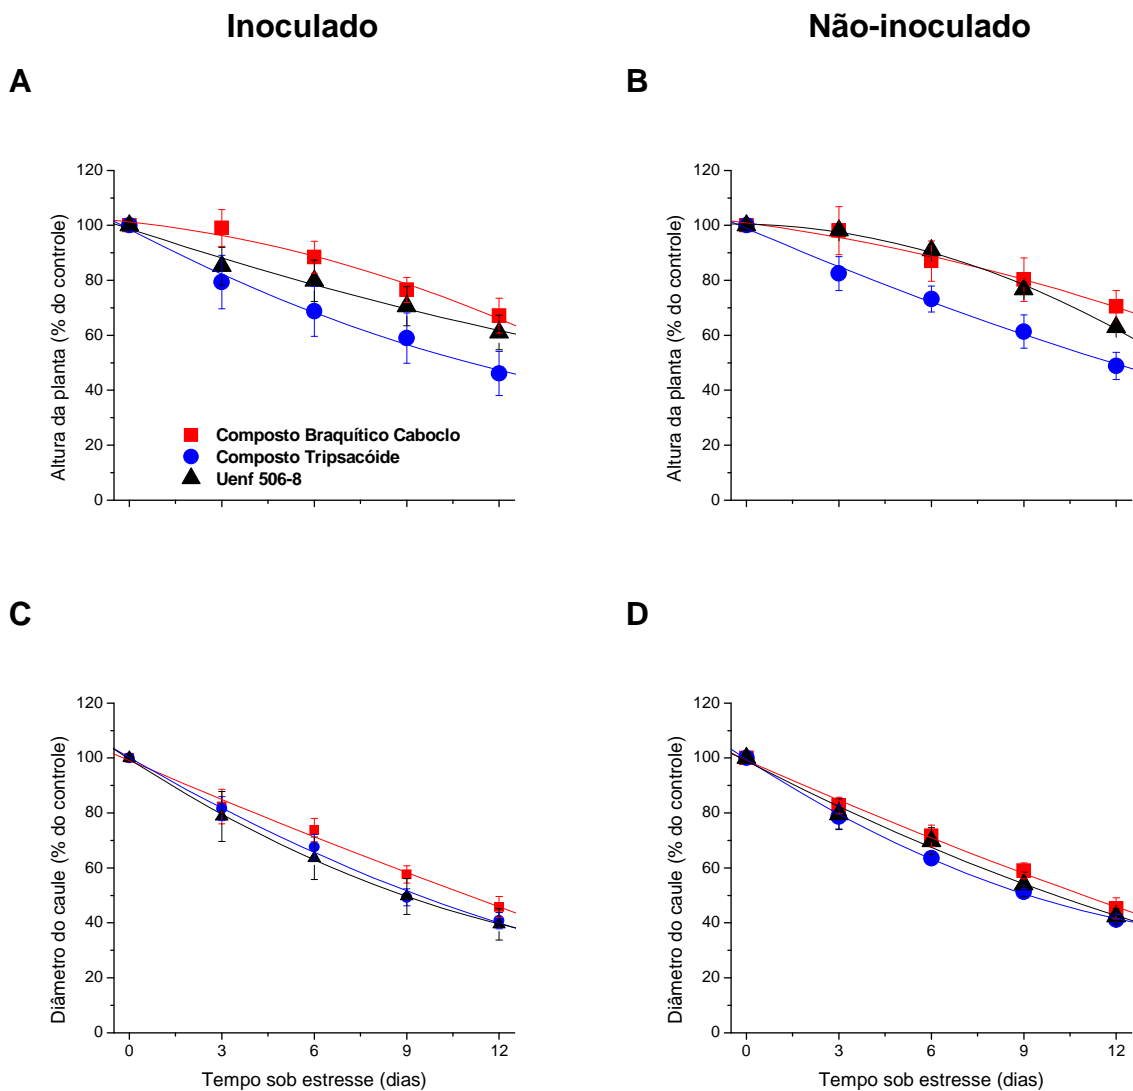 Inoculado
Não-inoculado
A
B
120
100
80
60
40
20
0
Altura da planta (% do controle)
Composto Braquítico Caboclo
Composto Tripsacóide
Uenf 506-8
120
100
80
60
40
20
0
Altura da planta (% do controle)
C
D
120
100
80
60
40
20
0
Diâmetro do caule (% do controle)
0 3 6 9 12
Tempo sob estresse (dias)
120
100
80
60
40
20
0
Diâmetro do caule (% do controle)
0 3 6 9 12
Tempo sob estresse (dias)